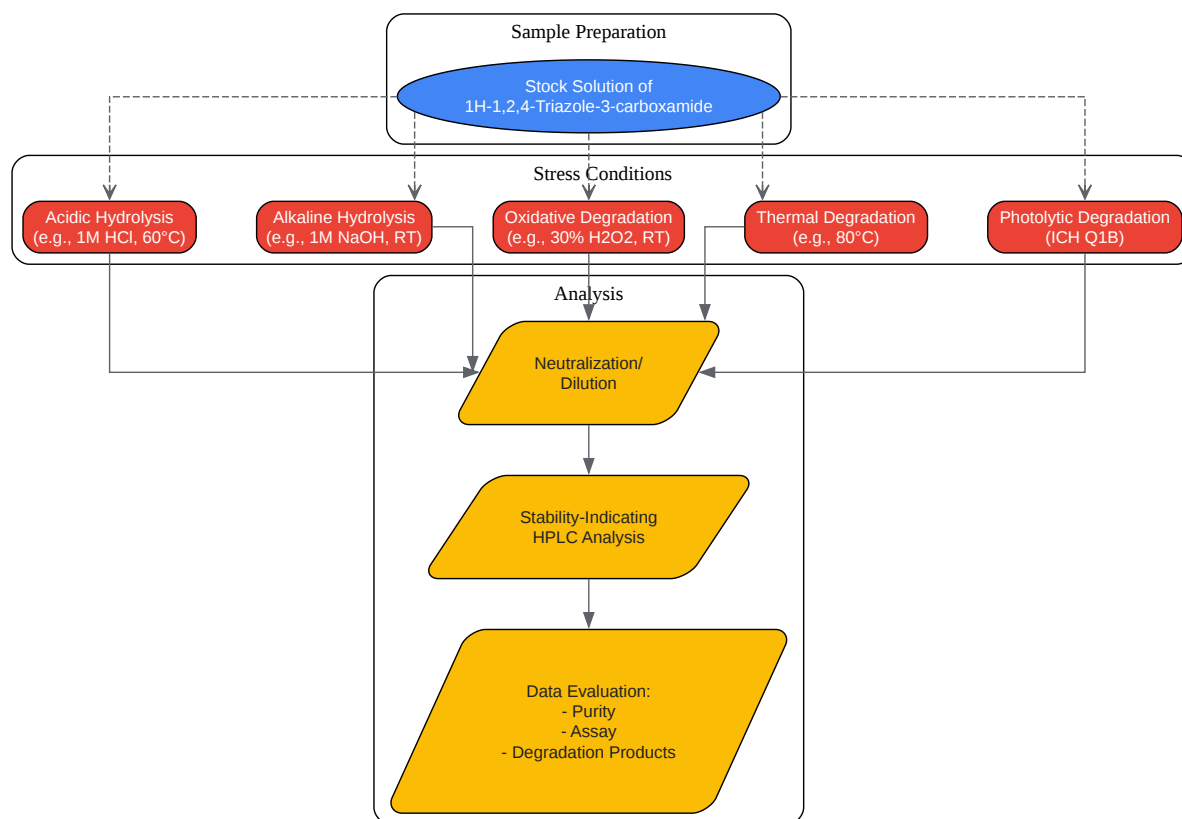 Sample Preparation
Stock Solution of
1H-1,2,4-Triazole-3-carboxamide
Stress Conditions
Acidic Hydrolysis
(e.g., 1M HCl, 60°C)
Alkaline Hydrolysis
(e.g., 1M NaOH, RT)
Oxidative Degradation
(e.g., 30% H2O2, RT)
Thermal Degradation
(e.g., 80°C)
Photolytic Degradation
(ICH Q1B)
Analysis
Neutralization/
Dilution
Stability-Indicating
HPLC Analysis
Data Evaluation:
- Purity
- Assay
- Degradation Products